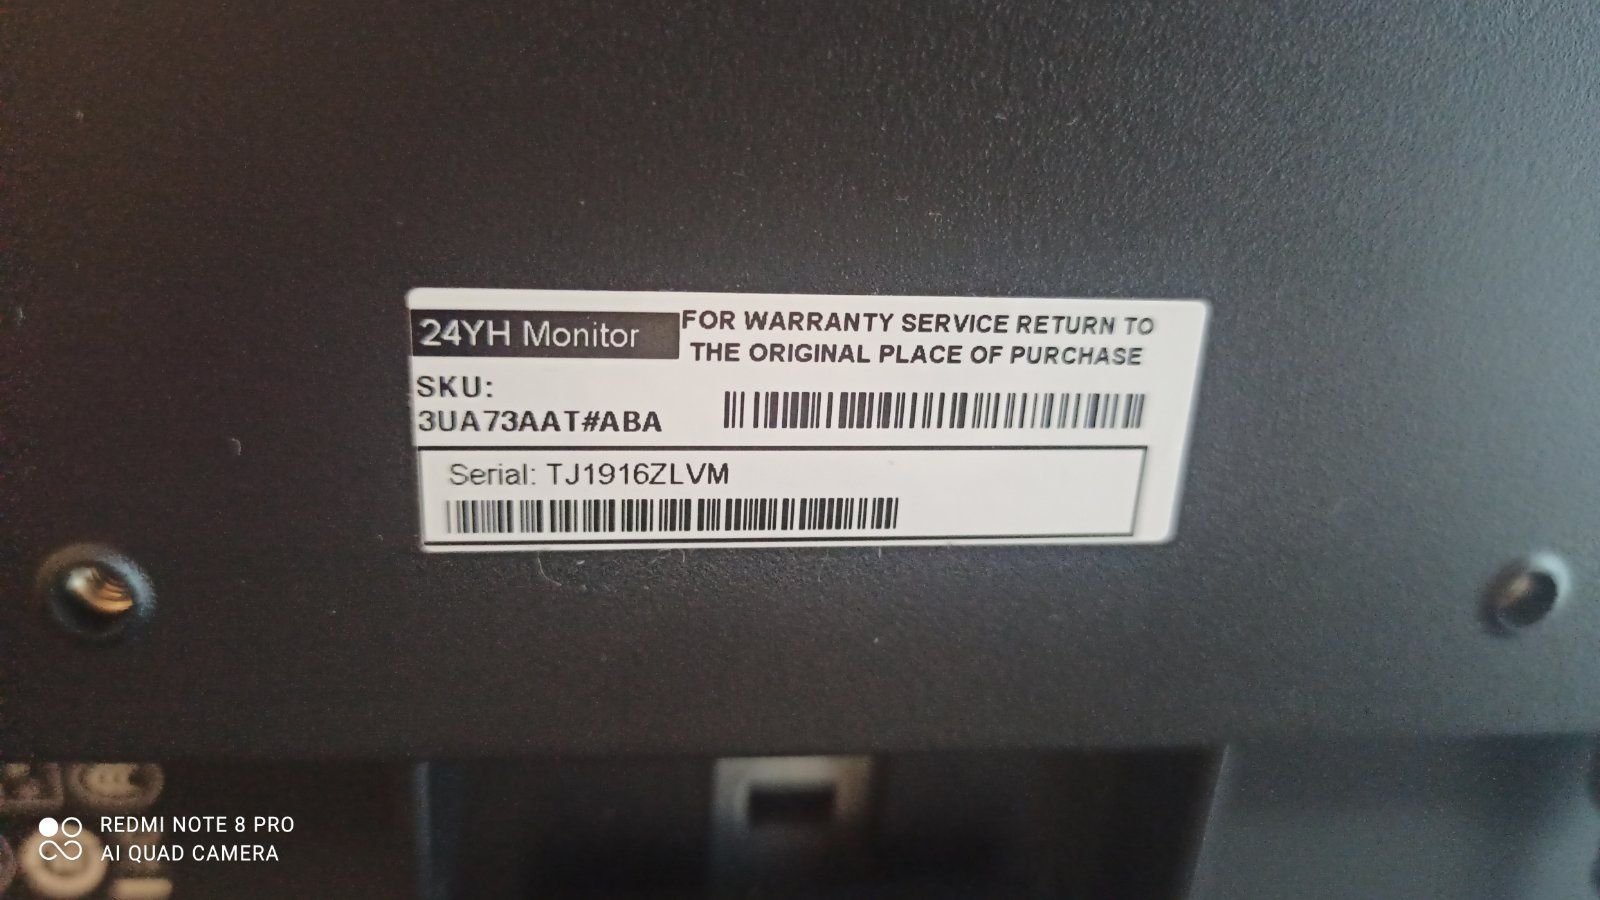 24YH Monitor
FOR WARRANTY SERVICE RETURN TO
THE ORIGINAL PLACE OF PURCHASE
SKU:
3UA73AAT#ABA
Serial: TJ1916ZLVM
REDMI NOTE 8 PRO
AI QUAD CAMERA